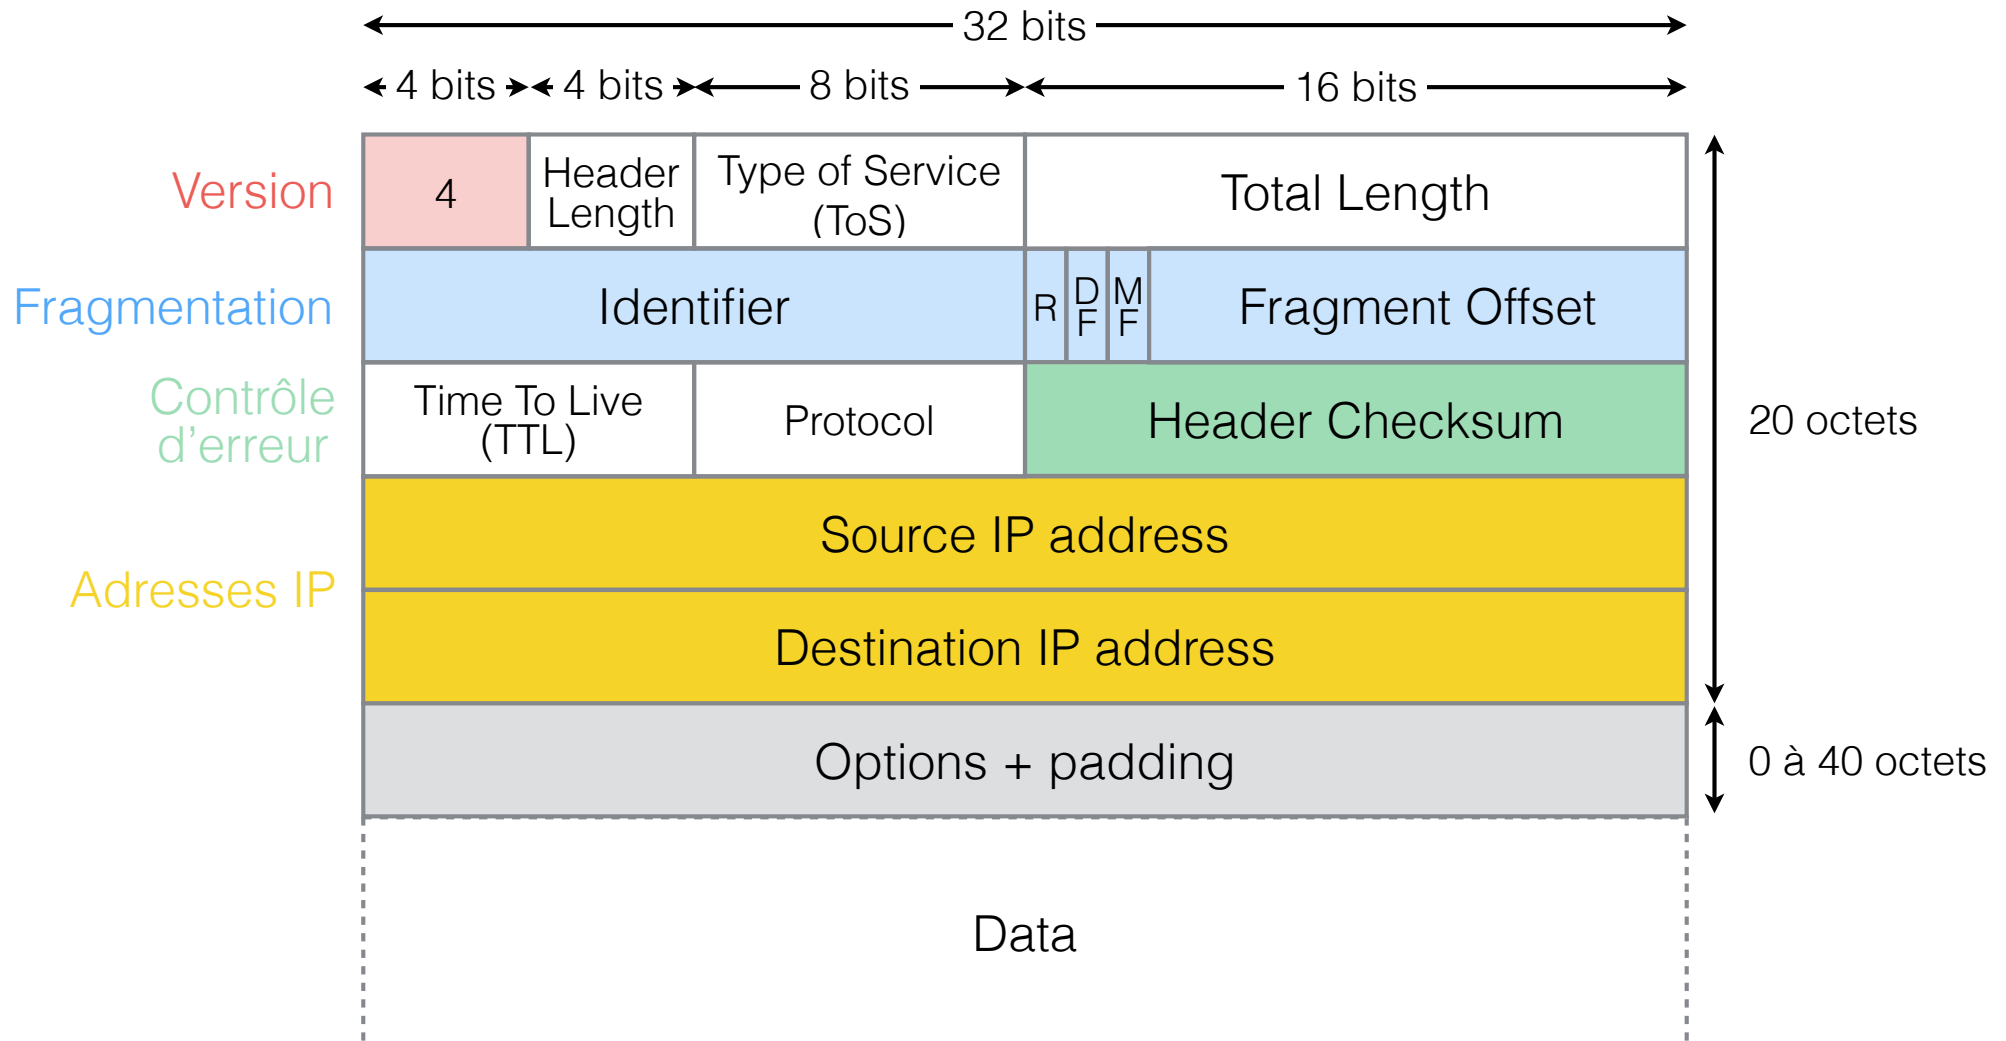 32 bits
4 bits 4 bits 8 bits 16 bits
Version
4
Header
Length
Type of Service
(ToS)
Total Length
Fragmentation
Identifier
R
D
F
M
F
Fragment Offset
Contrôle
d'erreur
Time To Live
(TTL)
Protocol
Header Checksum
20 octets
Adresses IP
Source IP address
Destination IP address
Options + padding
0 à 40 octets
Data